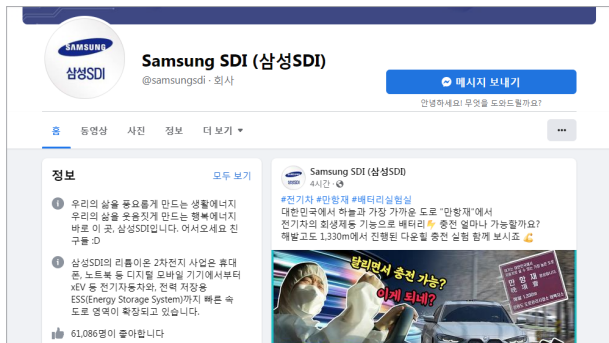 SAMSUNG
삼성SDI
Samsung SDI (삼성SDI)
@samsungsdi · 회사
메시지 보내기
안녕하세요! 무엇을 도와드릴까요?
홈
동영상
사진
정보
더 보기
정보
모두 보기
우리의 삶을 풍요롭게 만드는 생활에너지
우리의 삶을 웃음짓게 만드는 행복에너지
바로 이 곳, 삼성SDI입니다. 어서오세요 친
구들 :D
삼성SDI의 리튬이온 2차전지 사업은 휴대
폰, 노트북 등 디지털 모바일 기기에서부터
xEV 등 전기자동차와, 전력 저장용
ESS(Energy Storage System)까지 빠른 속
도로 영역이 확장되고 있습니다.
61,086명이 좋아합니다
Samsung SDI (삼성SDI)
4시간 ·
#전기차 #만항재 #배터리실험실
대한민국에서 하늘과 가장 가까운 도로 "만항재"에서
전기차의 회생제동 기능으로 배터리👆 충전 얼마나 가능할까요?
해발고도 1,330m에서 진행된 다운힐 충전 실험 함께 보시죠 💪
달리면서 충전 가능?
이게 되네?
만항재